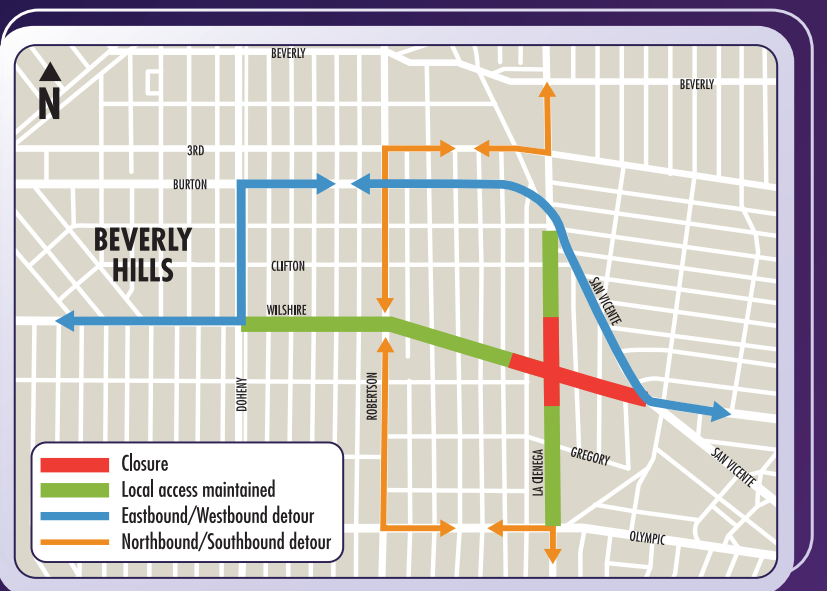 BEVERLY
BEVERLY
N
3RD
BURTON
BEVERLY
HILLS
CLIFTON
SAN VICENTE
WILSHIRE
DOHENY
ROBERTSON
LA CIENEGA
GREGORY
SAN VICENTE
OLYMPIC
Closure
Local access maintained
Eastbound/Westbound detour
Northbound/Southbound detour